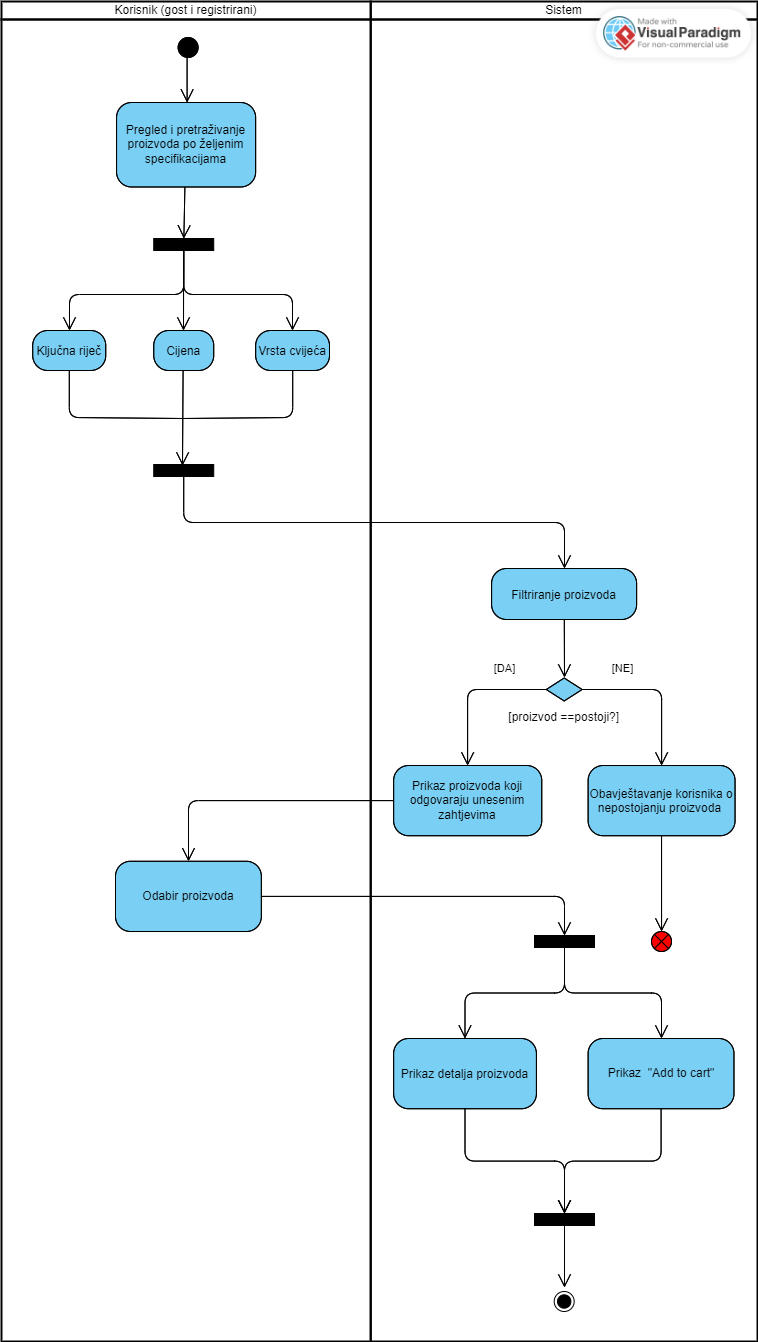 Korisnik (gost i registrirani)
Sistem
Made with
VisualParadigm
For non-commercial use
Pregled i pretraživanje
proizvoda po željenim
specifikacijama
Ključna riječ
Cijena
Vrsta cvijeća
Filtriranje proizvoda
[DA]
[NE]
[proizvod ==postoji?]
Prikaz proizvoda koji
odgovaraju unesenim
zahtjevima
Obavještavanje korisnika o
nepostojanju proizvoda
Odabir proizvoda
Prikaz detalja proizvoda
Prikaz "Add to cart"